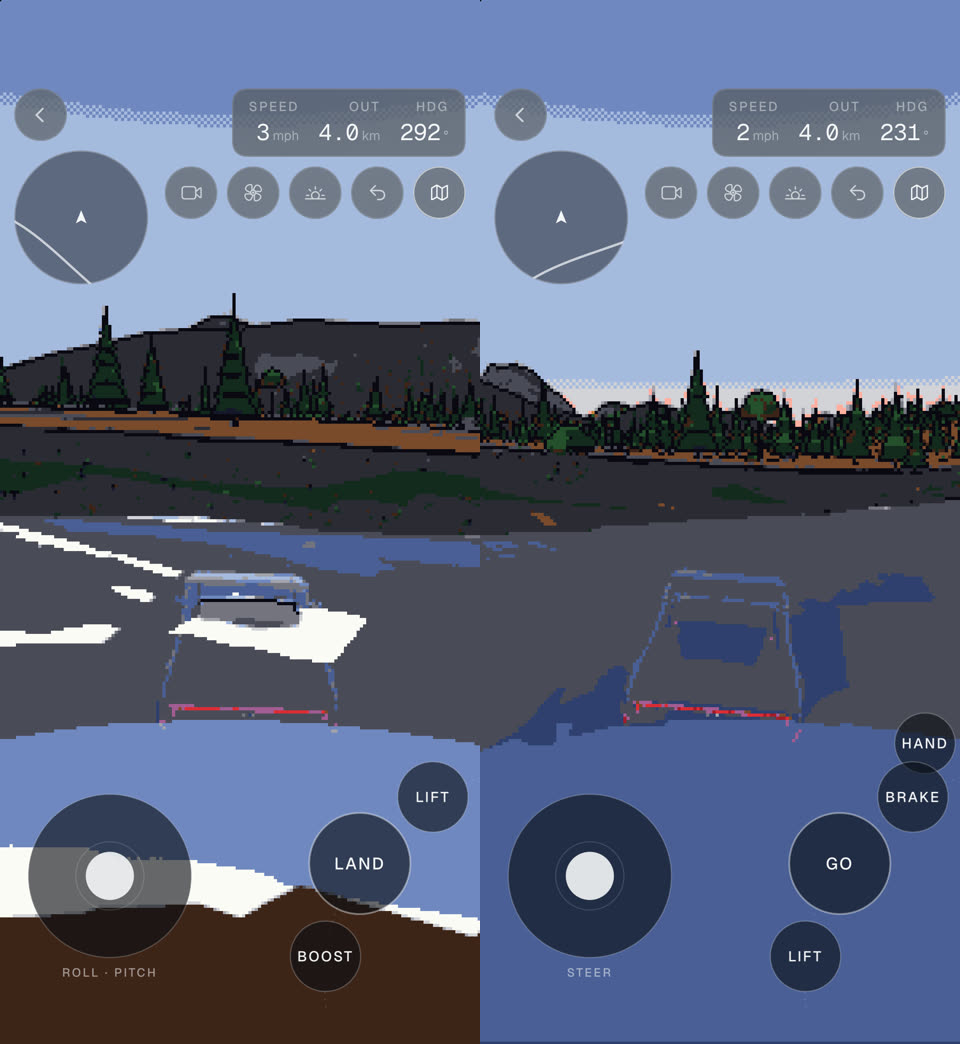 SPEED OUT HDG
3 mph 4.0 km 292°
LIFT
LAND
BOOST
ROLL · PITCH
SPEED OUT HDG
2 mph 4.0 km 231°
HAND
BRAKE
GO
LIFT
STEER